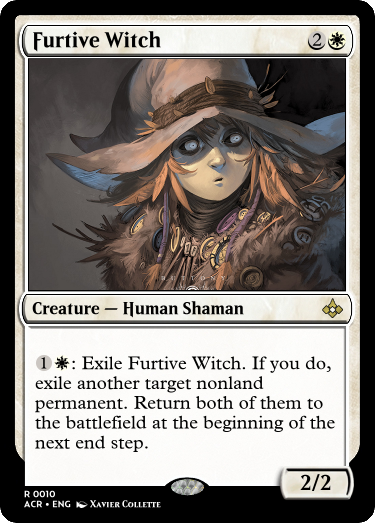 Furtive Witch 2
BUTTONY
Creature — Human Shaman
1 : Exile Furtive Witch. If you do,
exile another target nonland
permanent. Return both of them to
the battlefield at the beginning of the
next end step.
2/2
R 0010
ACR • ENG Xavier Collette